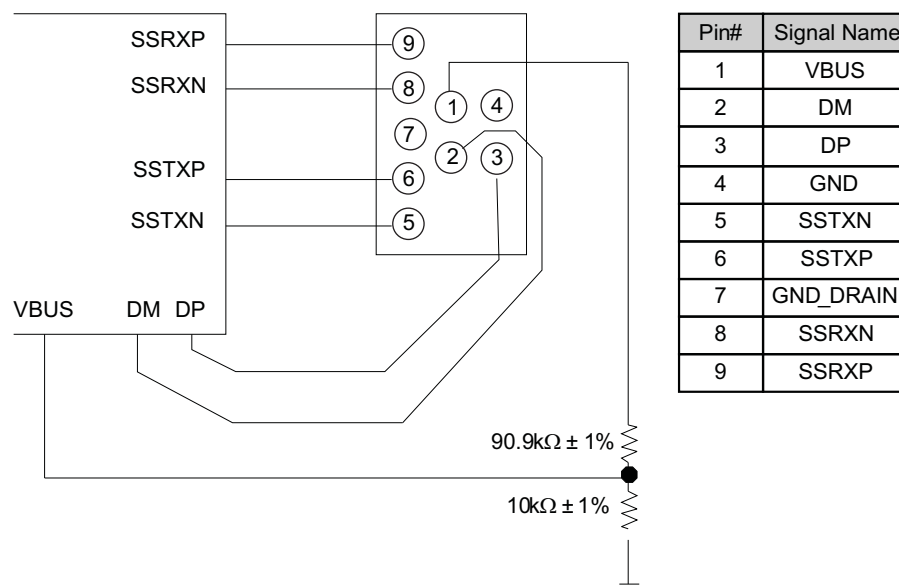 SSRXP
SSRXN
SSTXP
SSTXN
VBUS
DM DP
9
8
1 4
7
2 3
6
5
90.9kΩ ± 1%
10kΩ ± 1%
Pin# Signal Name
1 VBUS
2 DM
3 DP
4 GND
5 SSTXN
6 SSTXP
7 GND_DRAIN
8 SSRXN
9 SSRXP